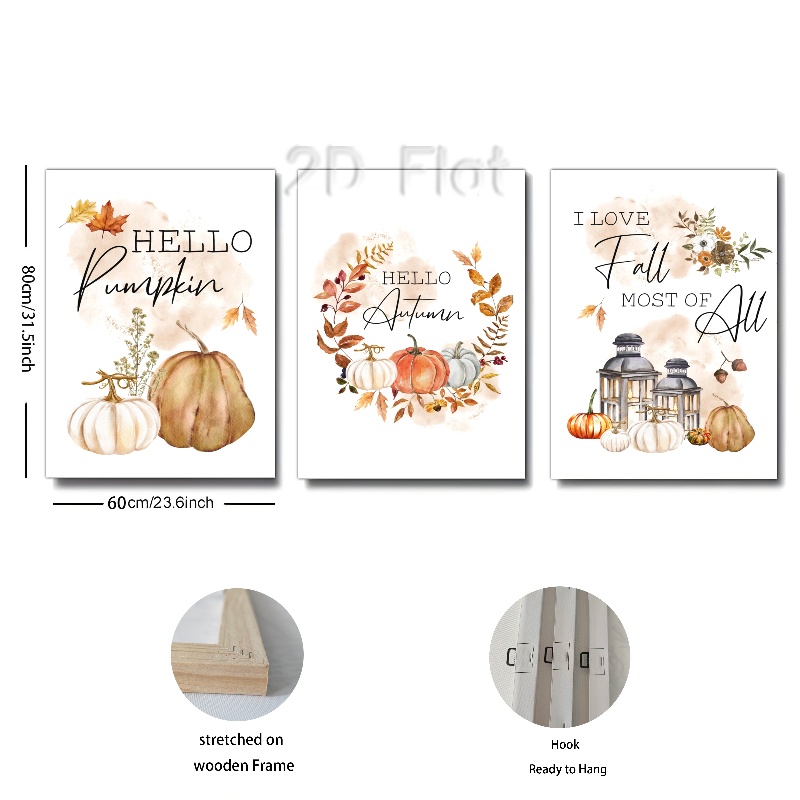 2D Flat
HELLO
Pumpkin
HELLO
Autumn
I LOVE
Fall
MOST OF
All
80cm/31.5inch
60cm/23.6inch
stretched on
wooden Frame
Hook
Ready to Hang